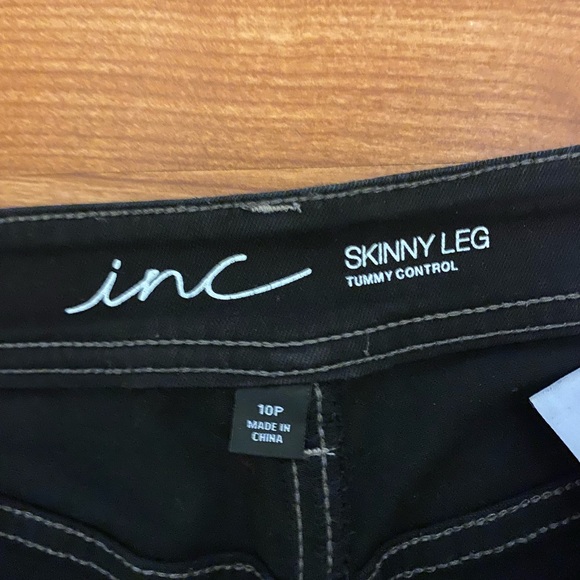 inc
SKINNY LEG
TUMMY CONTROL
10P
MADE IN
CHINA